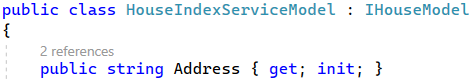 public class HouseIndexServiceModel : IHouseModel
{
2 references
public string Address { get; init; }